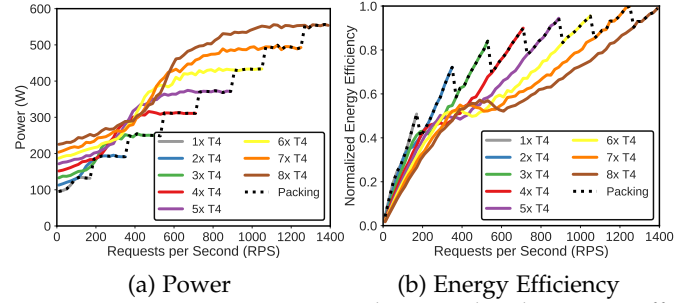 Power (W)
600
500
400
300
200
100
0
0 200 400 600 800 1000 1200 1400
Requests per Second (RPS)
1x T4
2x T4
3x T4
4x T4
5x T4
6x T4
7x T4
8x T4
Packing
(a) Power
Normalized Energy Efficiency
1.0
0.8
0.6
0.4
0.2
0.0
0 200 400 600 800 1000 1200 1400
Requests per Second (RPS)
1x T4
2x T4
3x T4
4x T4
5x T4
6x T4
7x T4
8x T4
Packing
(b) Energy Efficiency